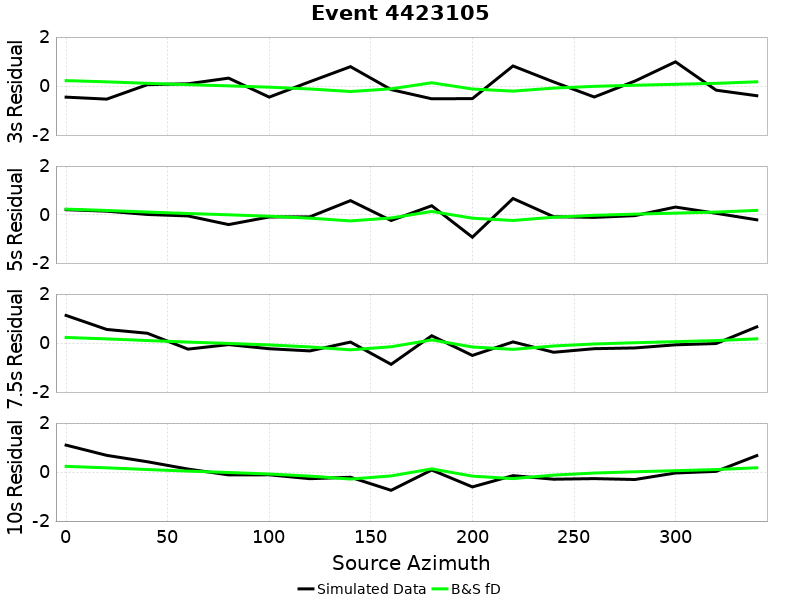 Event 4423105
3s Residual
2
0
-2
5s Residual
2
0
-2
7.5s Residual
2
0
-2
10s Residual
2
0
-2
0 50 100 150 200 250 300
Source Azimuth
Simulated Data B&S fD